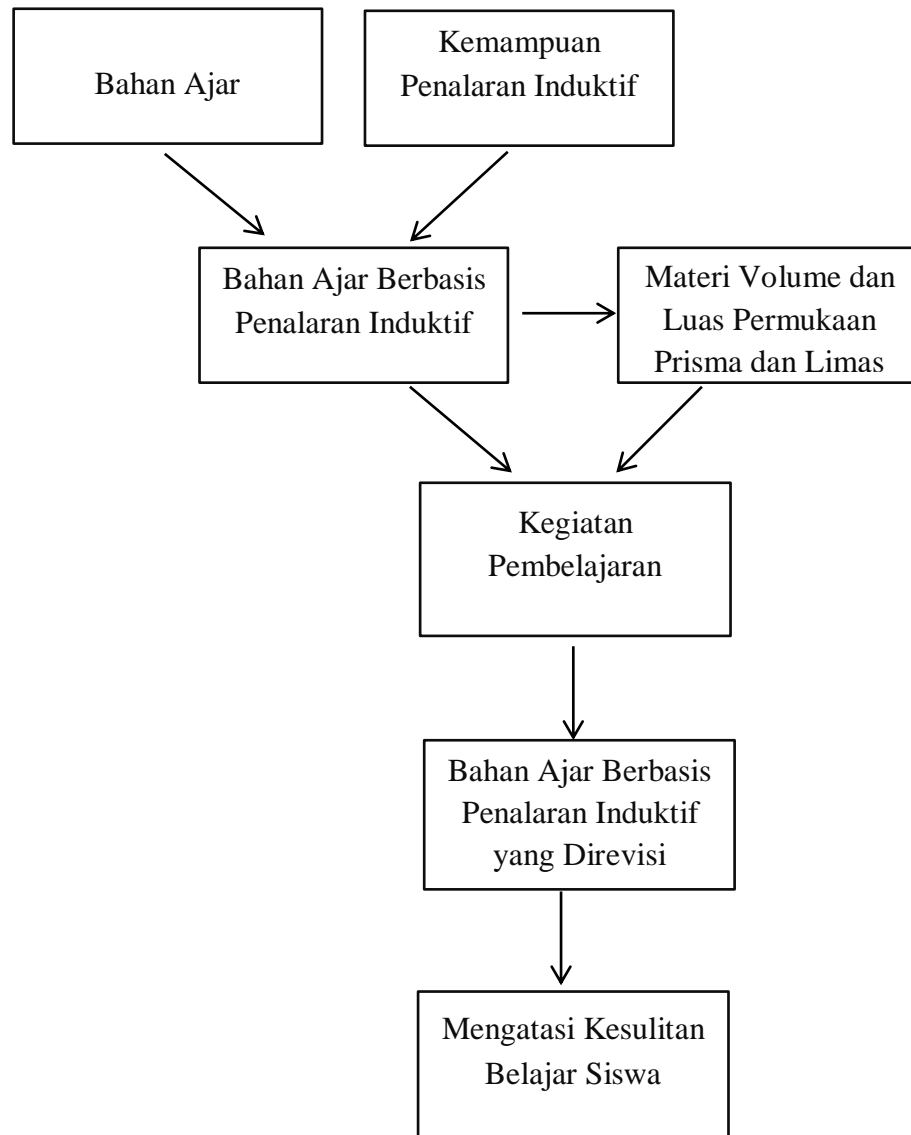 Bahan Ajar
Kemampuan
Penalaran Induktif
Bahan Ajar Berbasis
Penalaran Induktif
Materi Volume dan
Luas Permukaan
Prisma dan Limas
Kegiatan
Pembelajaran
Bahan Ajar Berbasis
Penalaran Induktif
yang Direvisi
Mengatasi Kesulitan
Belajar Siswa